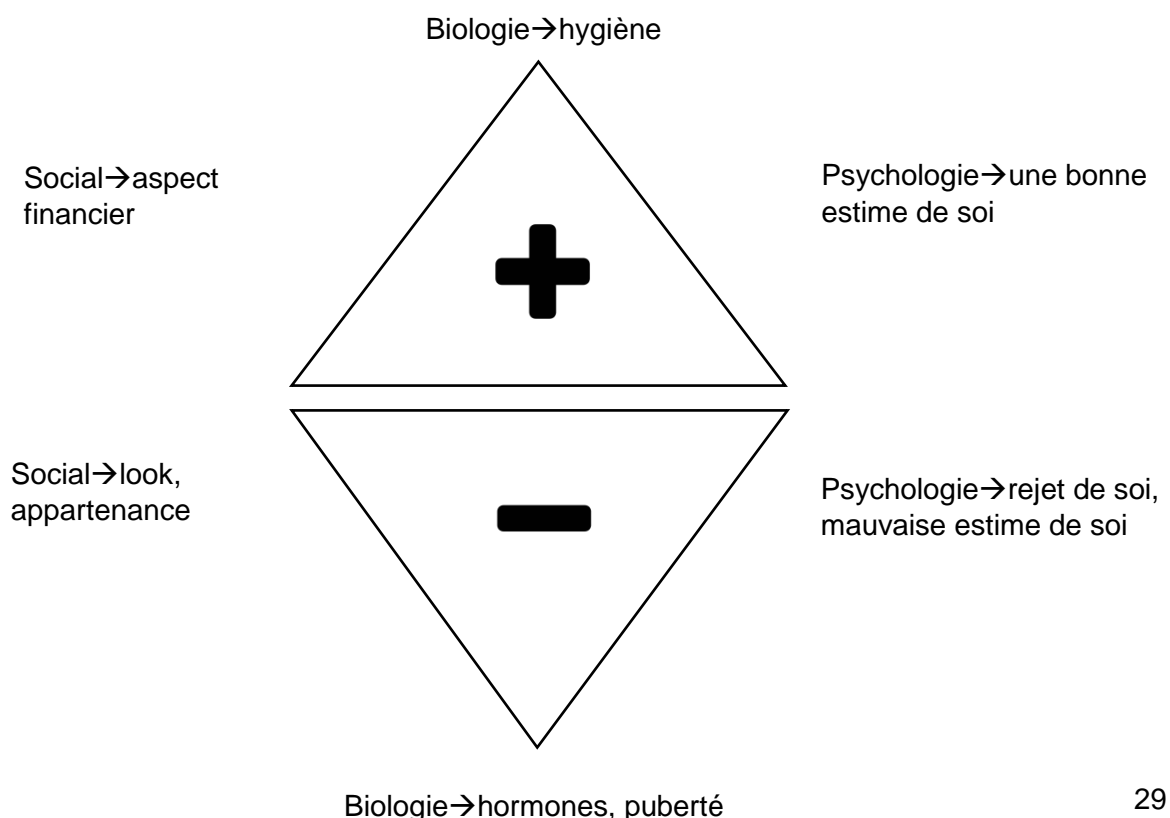 Biologie→hygiène
Social→aspect
financier
Psychologie→une bonne
estime de soi
Social→look,
appartenance
Psychologie→rejet de soi,
mauvaise estime de soi
Biologie→hormones, puberté
29